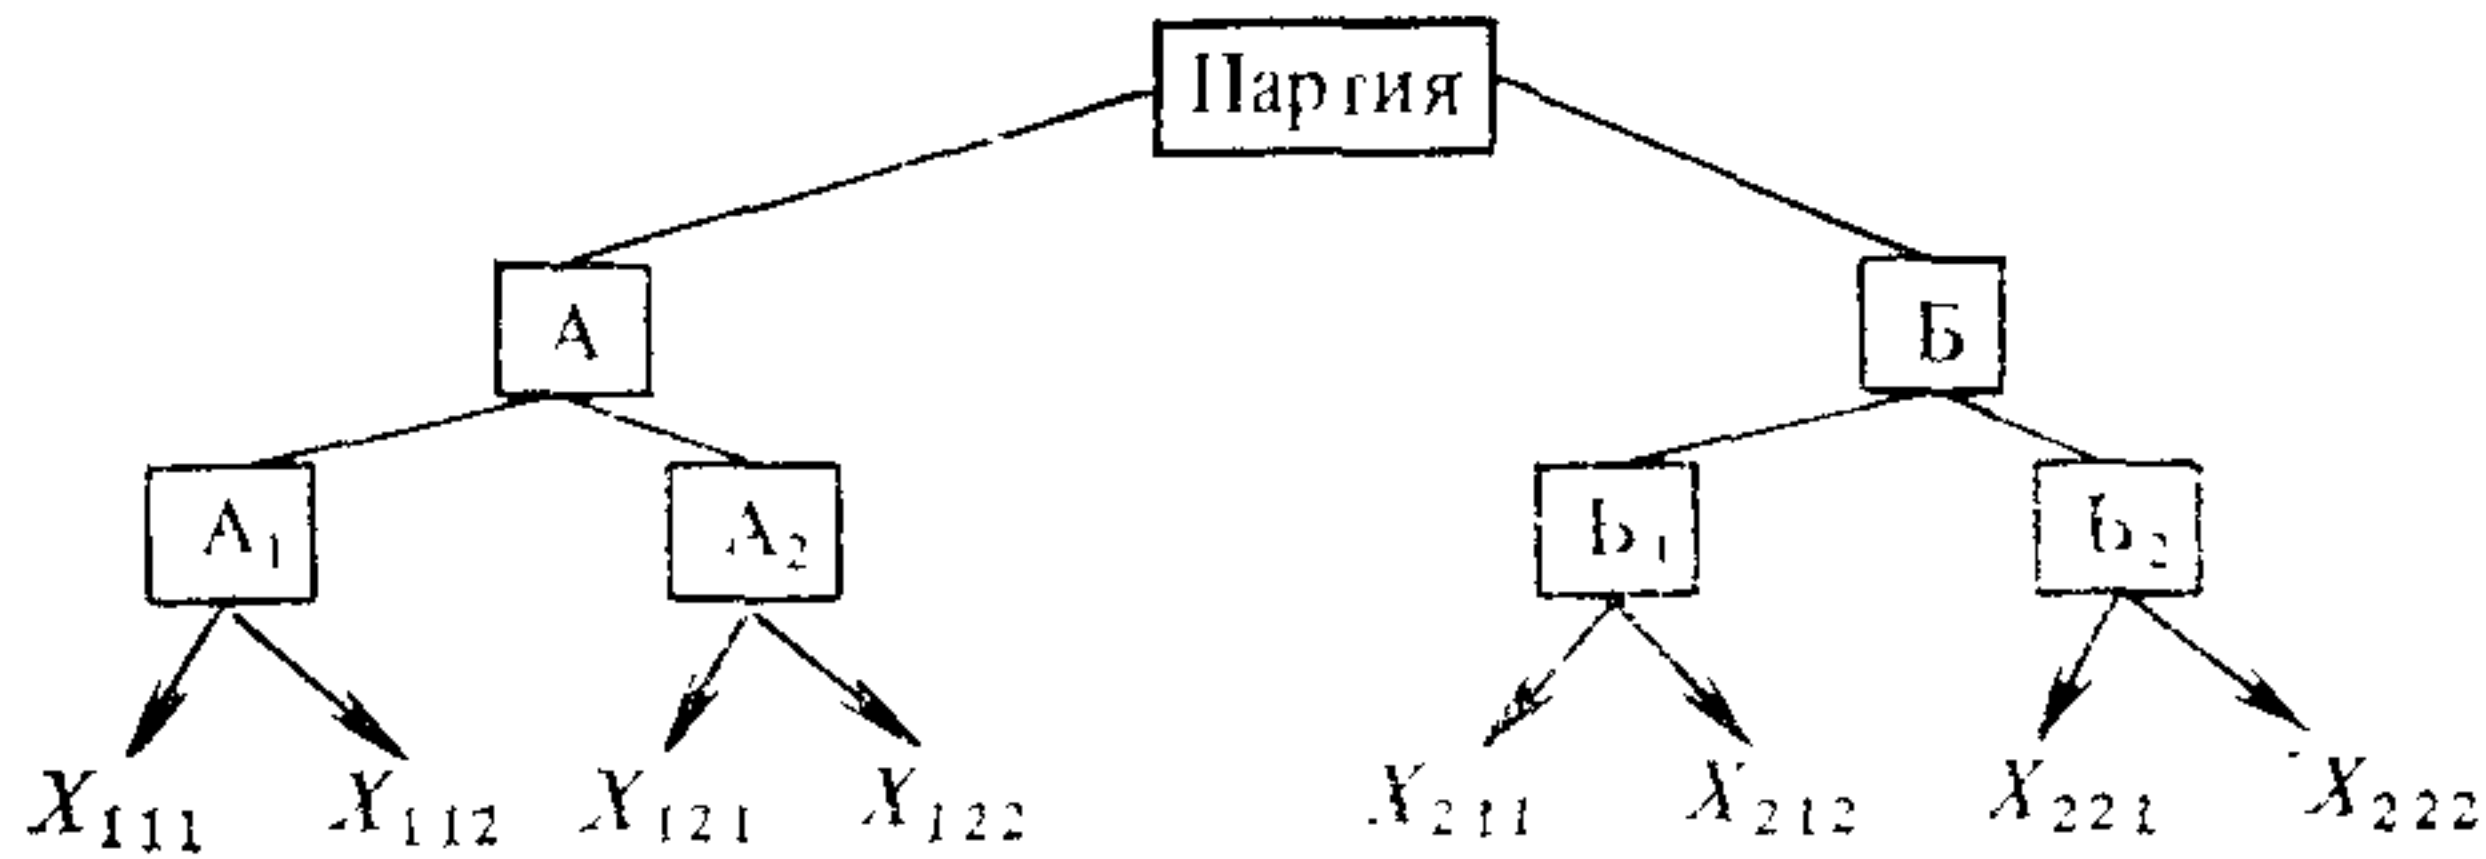 Партия
А Б
А₁ А₂ Б₁ Б₂
X₁₁₁ X₁₁₂ X₁₂₁ X₁₂₂ X₂₁₁ X₂₁₂ X₂₂₁ X₂₂₂